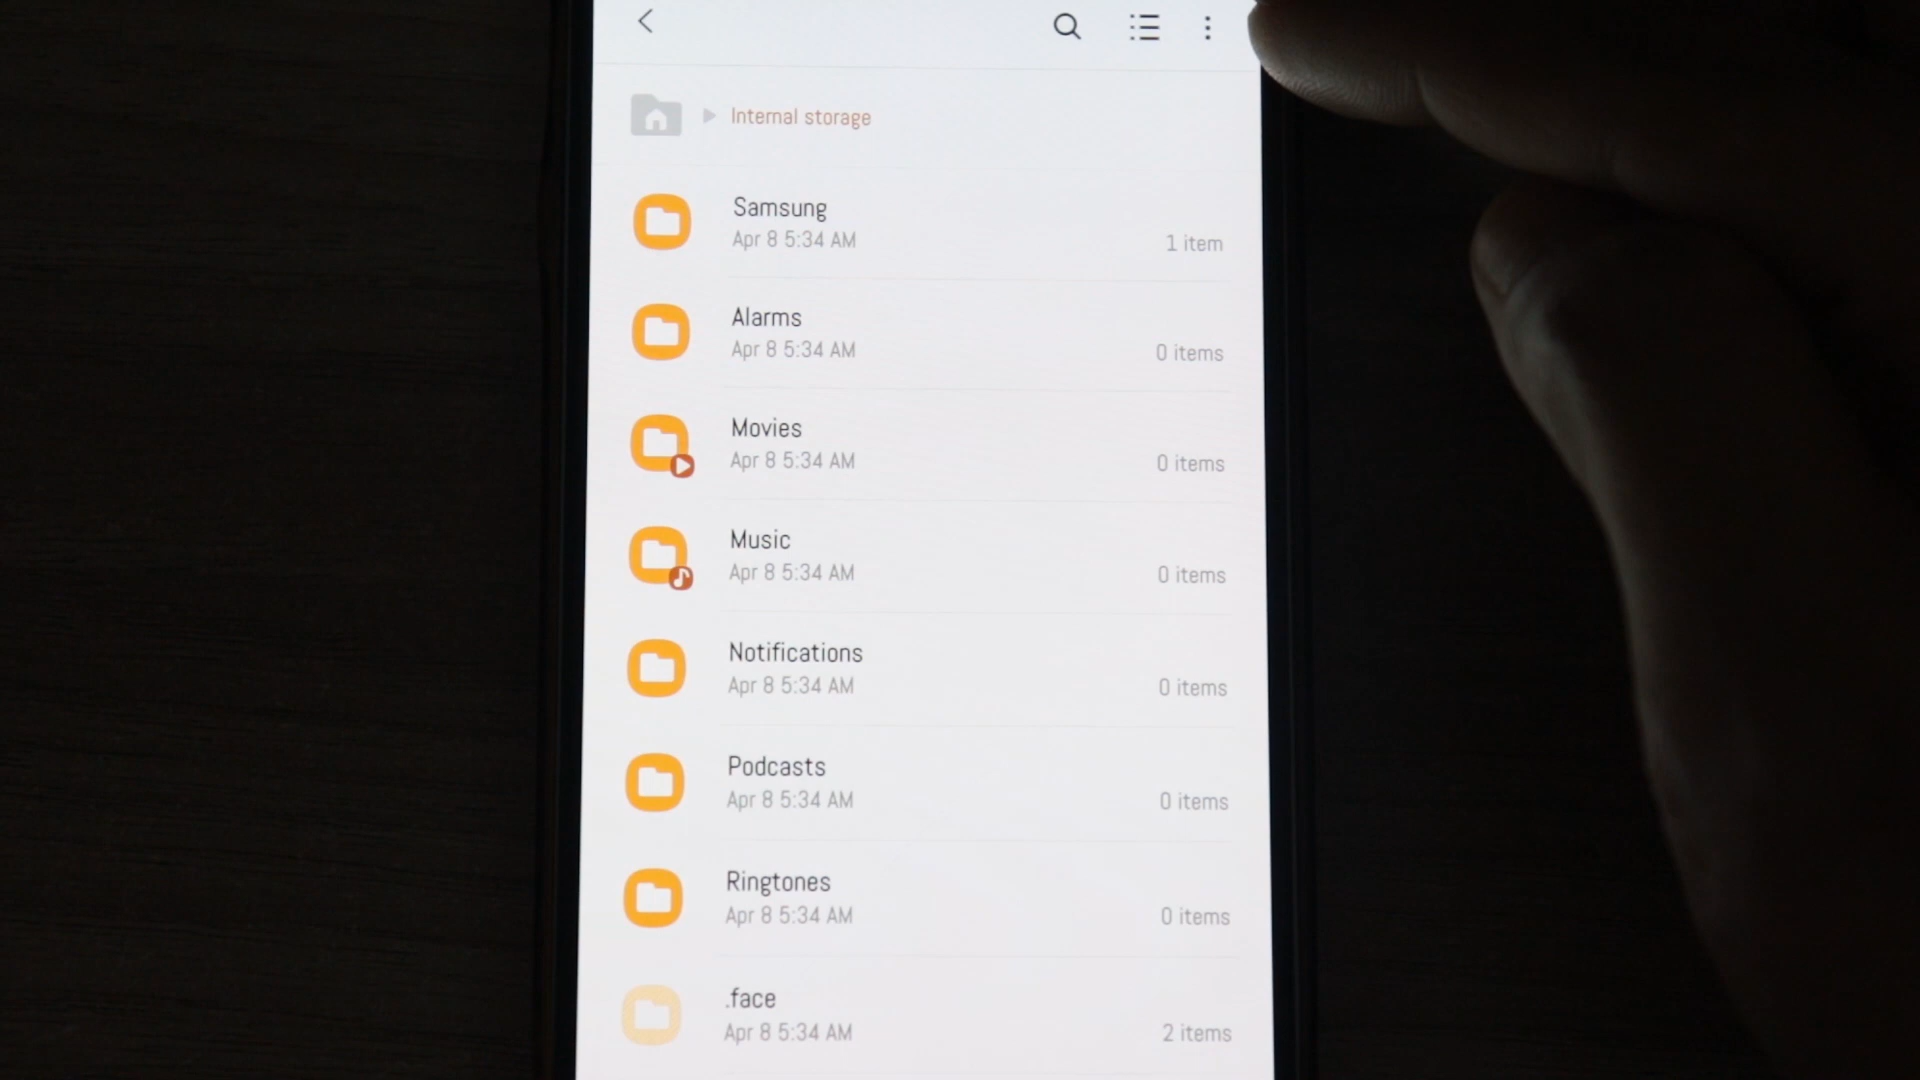 Internal storage
Samsung
Apr 8 5:34 AM
1 item
Alarms
Apr 8 5:34 AM
0 items
Movies
Apr 8 5:34 AM
0 items
Music
Apr 8 5:34 AM
0 items
Notifications
Apr 8 5:34 AM
0 items
Podcasts
Apr 8 5:34 AM
0 items
Ringtones
Apr 8 5:34 AM
0 items
.face
Apr 8 5:34 AM
2 items